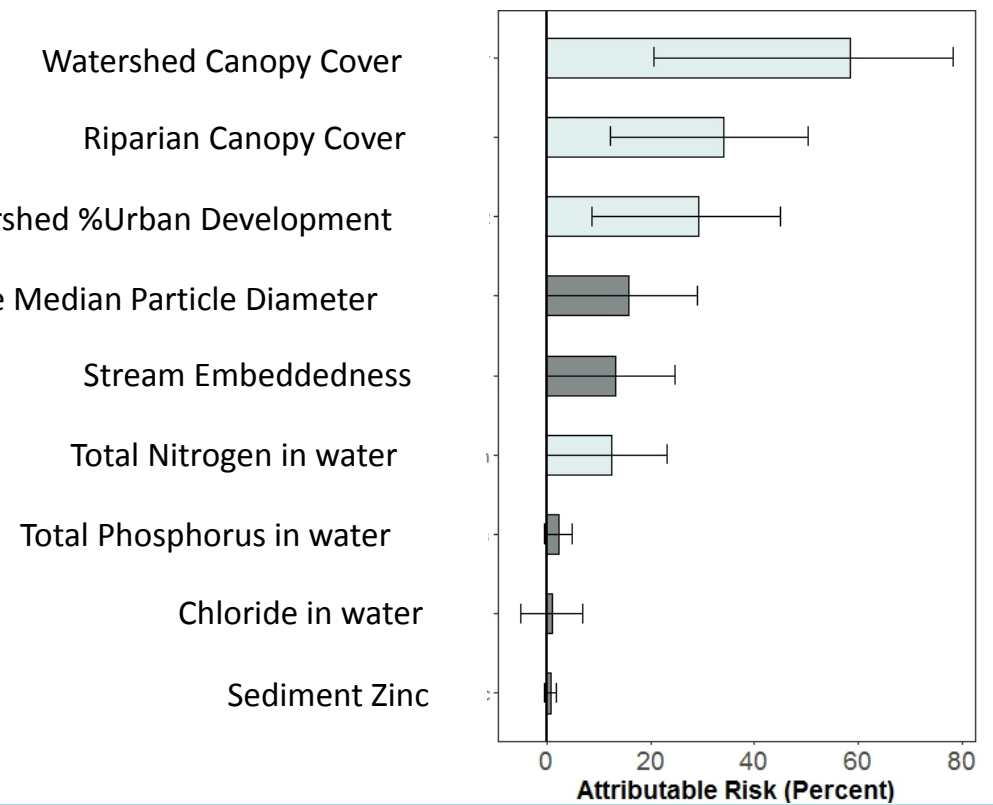 Watershed Canopy Cover
Riparian Canopy Cover
rshed %Urban Development
e Median Particle Diameter
Stream Embeddedness
Total Nitrogen in water
Total Phosphorus in water
Chloride in water
Sediment Zinc
0 20 40 60 80
Attributable Risk (Percent)